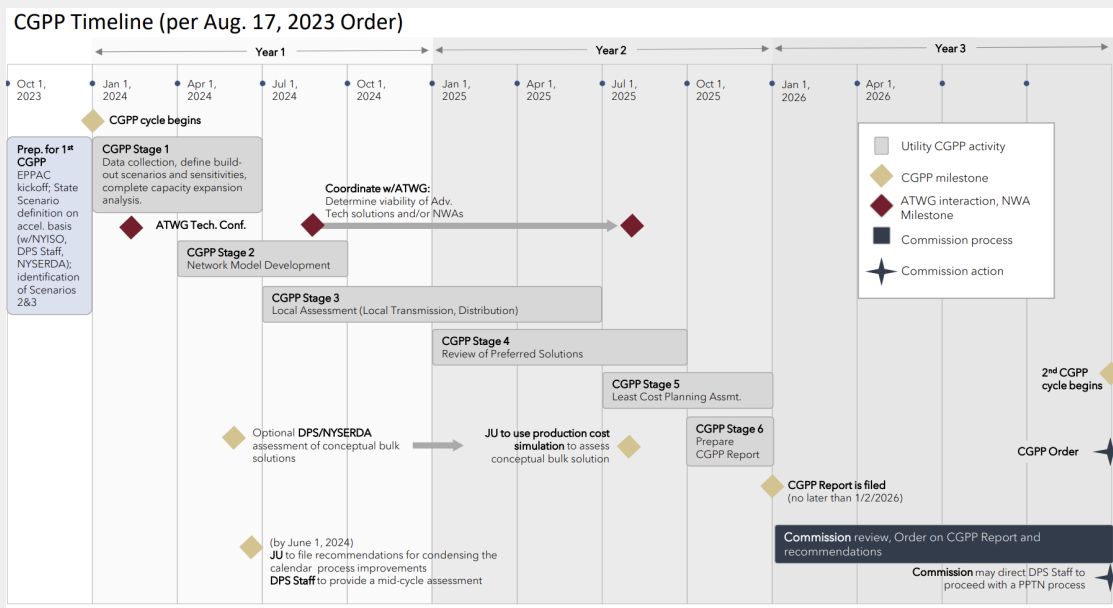 CGPP Timeline (per Aug. 17, 2023 Order)
Year 1
Year 2
Year 3
Oct 1,
2023
Jan 1,
2024
Apr 1,
2024
Jul 1,
2024
Oct 1,
2024
Jan 1,
2025
Apr 1,
2025
Jul 1,
2025
Oct 1,
2025
Jan 1,
2026
Apr 1,
2026
CGPP cycle begins
Prep. for 1st
CGPP
EPPAC
kickoff; State
Scenario
definition on
accel. basis
(w/NYISO,
DPS Staff,
NYSERDA);
identification
of Scenarios
2&3
CGPP Stage 1
Data collection, define build-
out scenarios and sensitivities,
complete capacity expansion
analysis.
ATWG Tech. Conf.
Coordinate w/ATWG:
Determine viability of Adv.
Tech solutions and/or NWAs
CGPP Stage 2
Network Model Development
CGPP Stage 3
Local Assessment (Local Transmission, Distribution)
CGPP Stage 4
Review of Preferred Solutions
CGPP Stage 5
Least Cost Planning Assmt.
CGPP Stage 6
Prepare
CGPP Report
Utility CGPP activity
CGPP milestone
ATWG interaction, NWA
Milestone
Commission process
Commission action
2nd CGPP
cycle begins
Optional DPS/NYSERDA
assessment of conceptual bulk
solutions
JU to use production cost
simulation to assess
conceptual bulk solution
CGPP Order
CGPP Report is filed
(no later than 1/2/2026)
(by June 1, 2024)
JU to file recommendations for condensing the
calendar process improvements
DPS Staff to provide a mid-cycle assessment
Commission review, Order on CGPP Report and
recommendations
Commission may direct DPS Staff to
proceed with a PPTN process